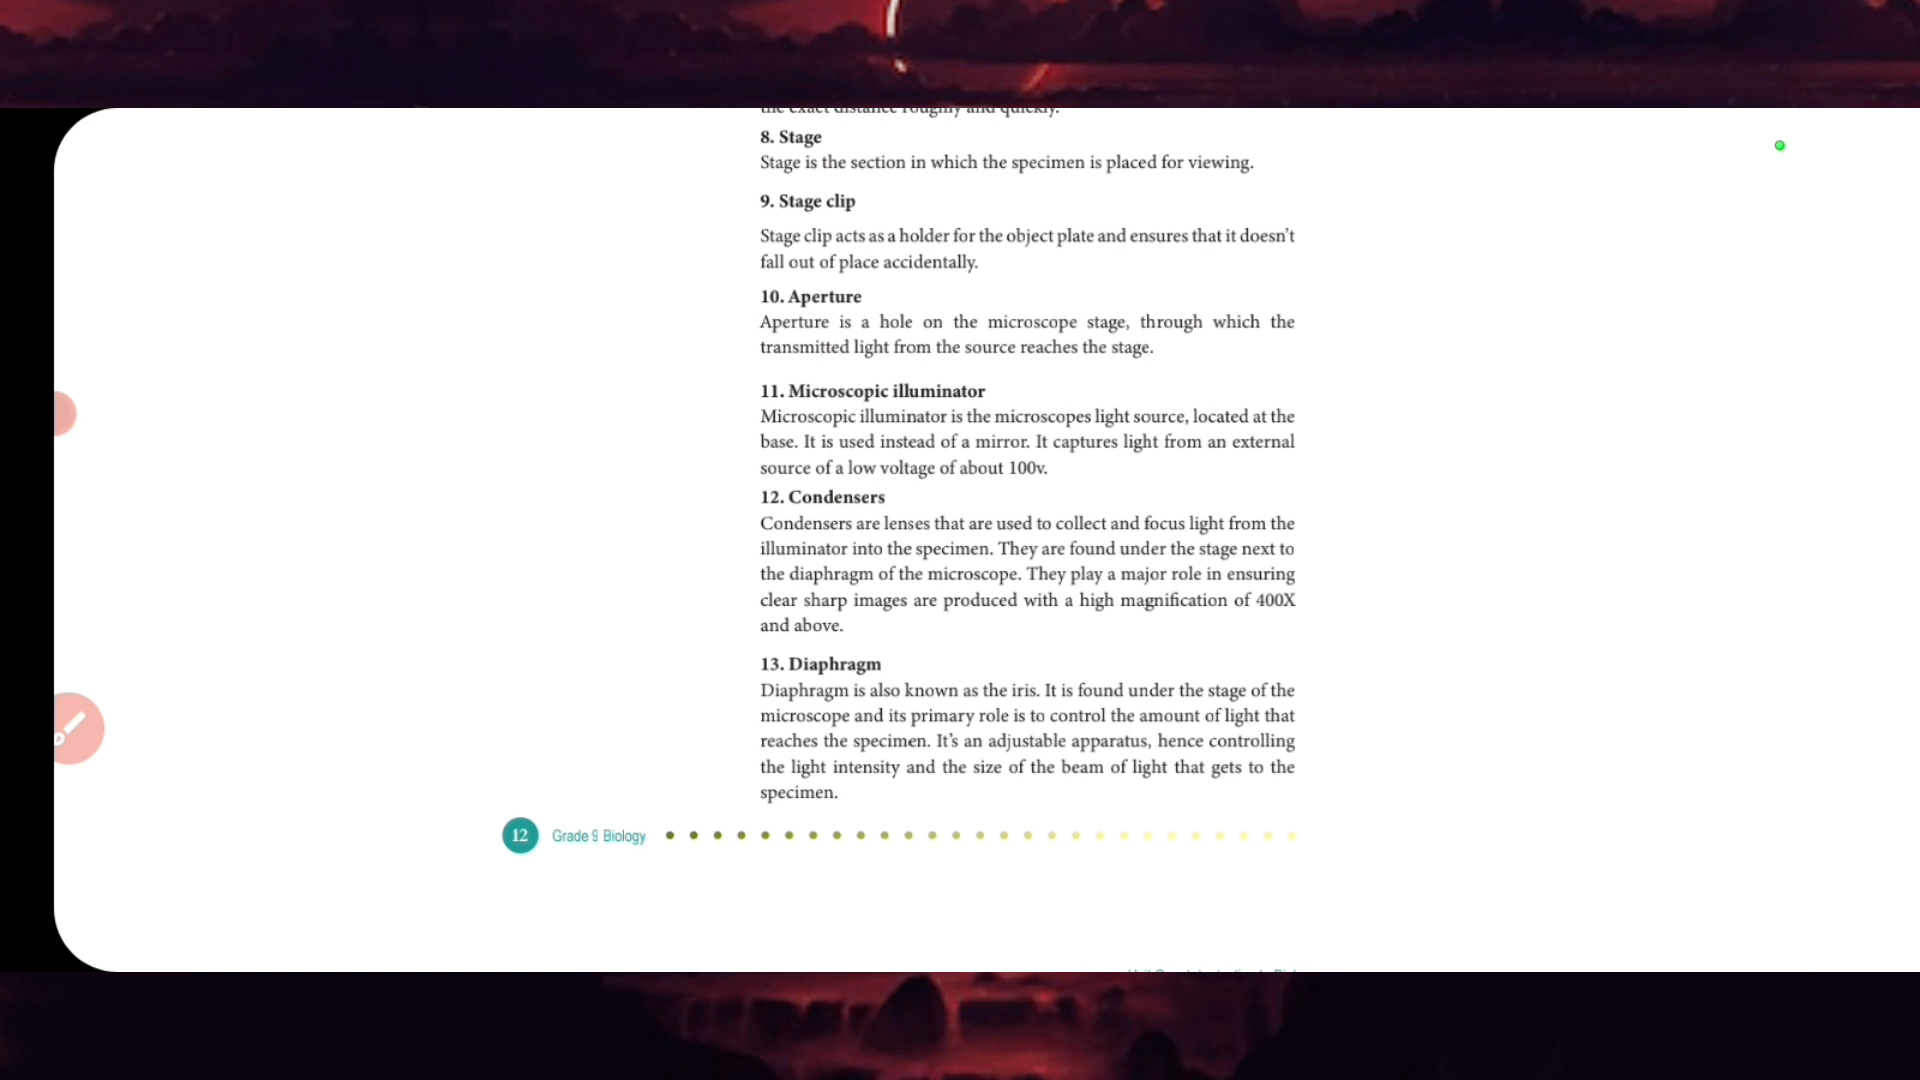 the exact distance roughly and quickly.
8. Stage
Stage is the section in which the specimen is placed for viewing.
9. Stage clip
Stage clip acts as a holder for the object plate and ensures that it doesn’t
fall out of place accidentally.
10. Aperture
Aperture is a hole on the microscope stage, through which the
transmitted light from the source reaches the stage.
11. Microscopic illuminator
Microscopic illuminator is the microscopes light source, located at the
base. It is used instead of a mirror. It captures light from an external
source of a low voltage of about 100v.
12. Condensers
Condensers are lenses that are used to collect and focus light from the
illuminator into the specimen. They are found under the stage next to
the diaphragm of the microscope. They play a major role in ensuring
clear sharp images are produced with a high magnification of 400X
and above.
13. Diaphragm
Diaphragm is also known as the iris. It is found under the stage of the
microscope and its primary role is to control the amount of light that
reaches the specimen. It’s an adjustable apparatus, hence controlling
the light intensity and the size of the beam of light that gets to the
specimen.
12 Grade 9 Biology